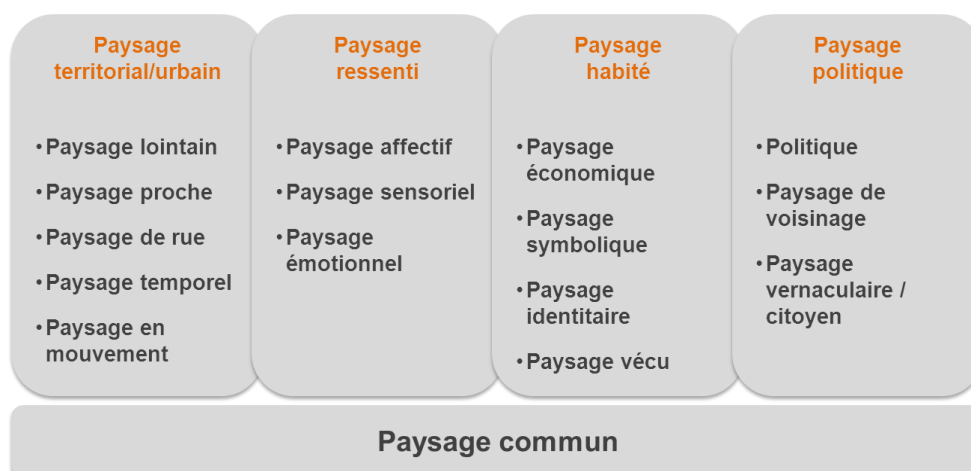 Paysage
territorial/urbain
• Paysage lointain
• Paysage proche
• Paysage de rue
• Paysage temporel
• Paysage en
mouvement
Paysage
ressenti
• Paysage affectif
• Paysage sensoriel
• Paysage
émotionnel
Paysage
habité
• Paysage
économique
• Paysage
symbolique
• Paysage
identitaire
• Paysage vécu
Paysage
politique
• Politique
• Paysage de
voisinage
• Paysage
vernaculaire /
citoyen
Paysage commun